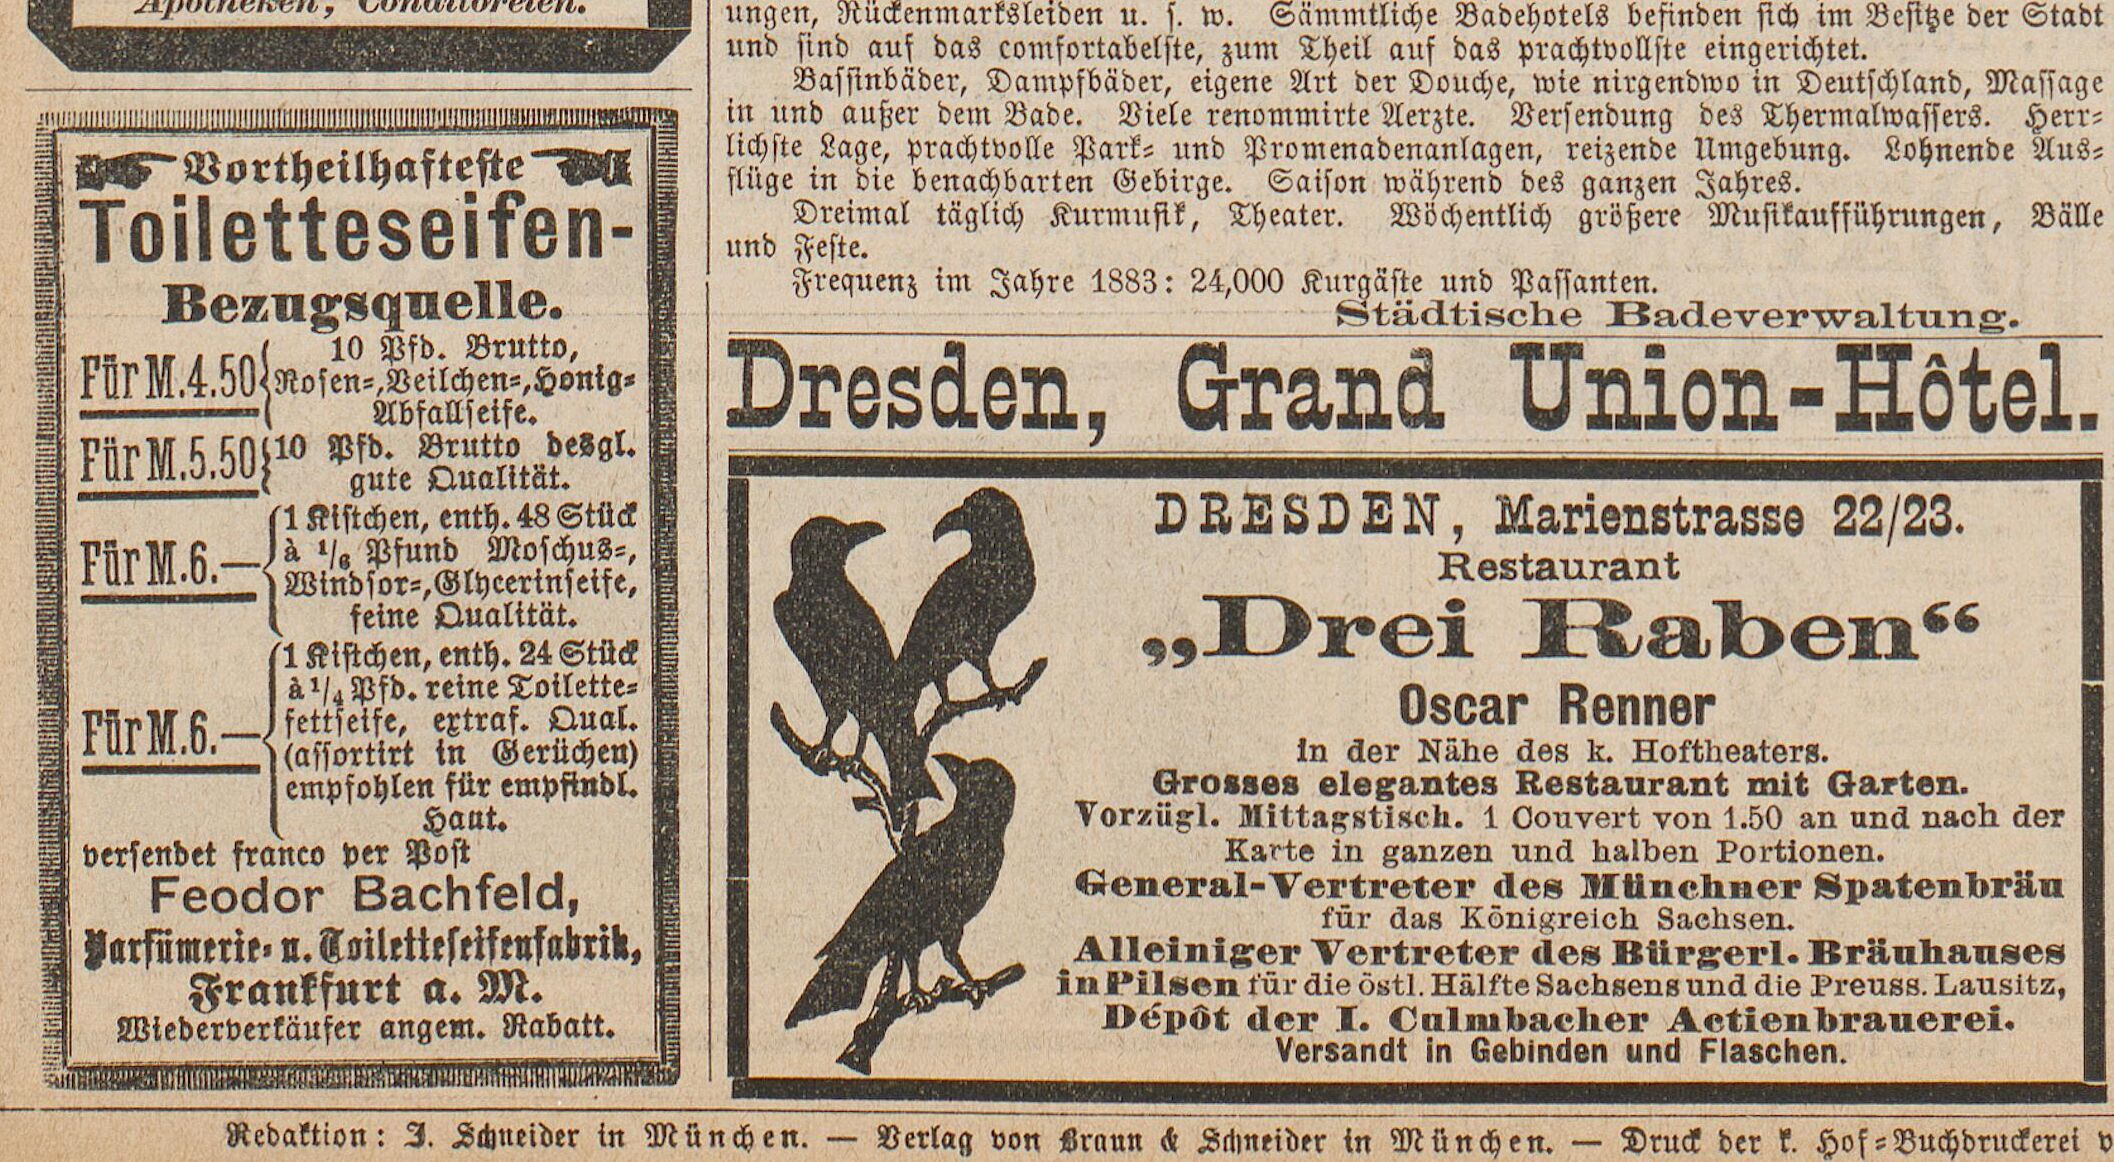 Apotheken, Conditoreien.
Vortheilhafteste
Toiletteseifen-
Bezugsquelle.
Für M. 4.50 { 10 Pfd. Brutto,
Rosen-, Veilchen-, Honig-
Abfallseife.
Für M. 5.50 { 10 Pfd. Brutto desgl.
gute Qualität.
Für M. 6.— { 1 Kistchen, enth. 48 Stück
à 1/6 Pfund Moschus-,
Windsor-, Glycerinseife,
feine Qualität.
Für M. 6.— { 1 Kistchen, enth. 24 Stück
à 1/4 Pfd. reine Toilette-
fettseife, extraf. Qual.
(assortirt in Gerüchen)
empfohlen für empfindl.
Haut.
versendet franco per Post
Feodor Bachfeld,
Parfümerie- u. Toiletteseifenfabrik,
Frankfurt a. M.
Wiederverkäufer angem. Rabatt.
ungen, Rückenmarksleiden u. s. w. Sämmtliche Badehotels befinden sich im Besitze der Stadt
und sind auf das comfortabelste, zum Theil auf das prachtvollste eingerichtet.
Bassinbäder, Dampfbäder, eigene Art der Douche, wie nirgendwo in Deutschland, Massage
in und außer dem Bade. Viele renommirte Aerzte. Versendung des Thermalwassers. Herr-
lichste Lage, prachtvolle Park- und Promenadenanlagen, reizende Umgebung. Lohnende Aus-
flüge in die benachbarten Gebirge. Saison während des ganzen Jahres.
Dreimal täglich Kurmusik, Theater. Wöchentlich größere Musikaufführungen, Bälle
und Feste.
Frequenz im Jahre 1883: 24,000 Kurgäste und Passanten.
Städtische Badeverwaltung.
Dresden, Grand Union-Hôtel.
DRESDEN, Marienstrasse 22/23.
Restaurant
„Drei Raben“
Oscar Renner
in der Nähe des k. Hoftheaters.
Grosses elegantes Restaurant mit Garten.
Vorzügl. Mittagstisch. 1 Couvert von 1.50 an und nach der
Karte in ganzen und halben Portionen.
General-Vertreter des Münchner Spatenbräu
für das Königreich Sachsen.
Alleiniger Vertreter des Bürgerl. Bräuhauses
in Pilsen für die östl. Hälfte Sachsens und die Preuss. Lausitz,
Dépôt der I. Culmbacher Actienbrauerei.
Versandt in Gebinden und Flaschen.
Redaktion: J. Schneider in München. — Verlag von Braun & Schneider in München. — Druck der k. Hof-Buchdruckerei